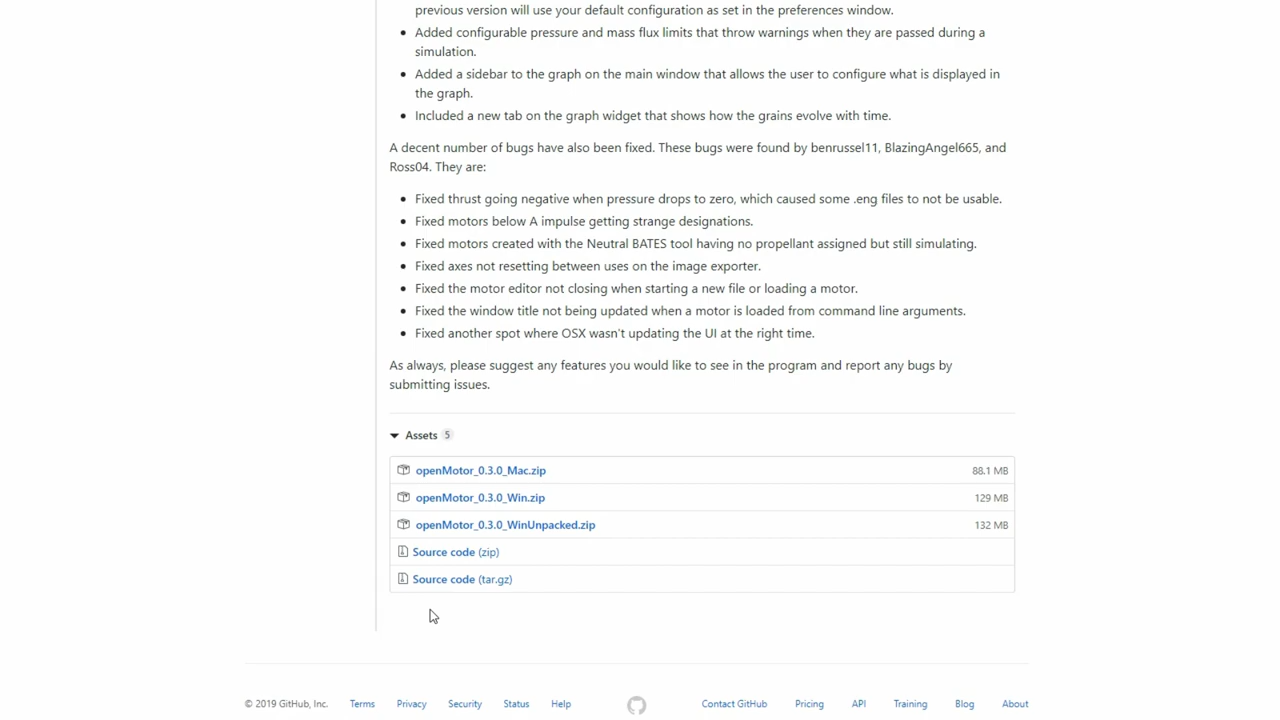 previous version will use your default configuration as set in the preferences window.
Added configurable pressure and mass flux limits that throw warnings when they are passed during a
simulation.
Added a sidebar to the graph on the main window that allows the user to configure what is displayed in
the graph.
Included a new tab on the graph widget that shows how the grains evolve with time.
A decent number of bugs have also been fixed. These bugs were found by benrussel11, BlazingAngel665, and
Ross04. They are:
Fixed thrust going negative when pressure drops to zero, which caused some .eng files to not be usable.
Fixed motors below A impulse getting strange designations.
Fixed motors created with the Neutral BATES tool having no propellant assigned but still simulating.
Fixed axes not resetting between uses on the image exporter.
Fixed the motor editor not closing when starting a new file or loading a motor.
Fixed the window title not being updated when a motor is loaded from command line arguments.
Fixed another spot where OSX wasn't updating the UI at the right time.
As always, please suggest any features you would like to see in the program and report any bugs by
submitting issues.
Assets 5
openMotor_0.3.0_Mac.zip 88.1 MB
openMotor_0.3.0_Win.zip 129 MB
openMotor_0.3.0_WinUnpacked.zip 132 MB
Source code (zip)
Source code (tar.gz)
© 2019 GitHub, Inc. Terms Privacy Security Status Help Contact GitHub Pricing API Training Blog About